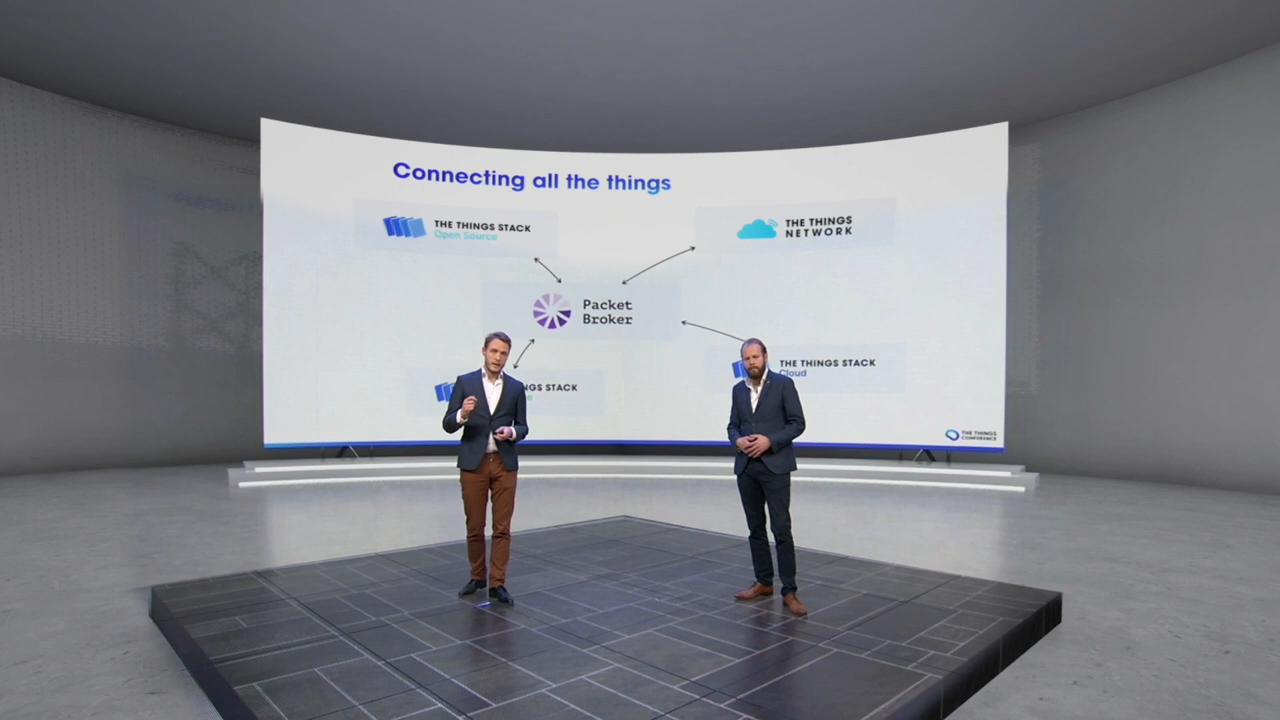 Connecting all the things
THE THINGS STACK
Open Source
THE THINGS
NETWORK
Packet
Broker
THE THINGS STACK
Cloud
NGS STACK
THE THINGS
CONFERENCE